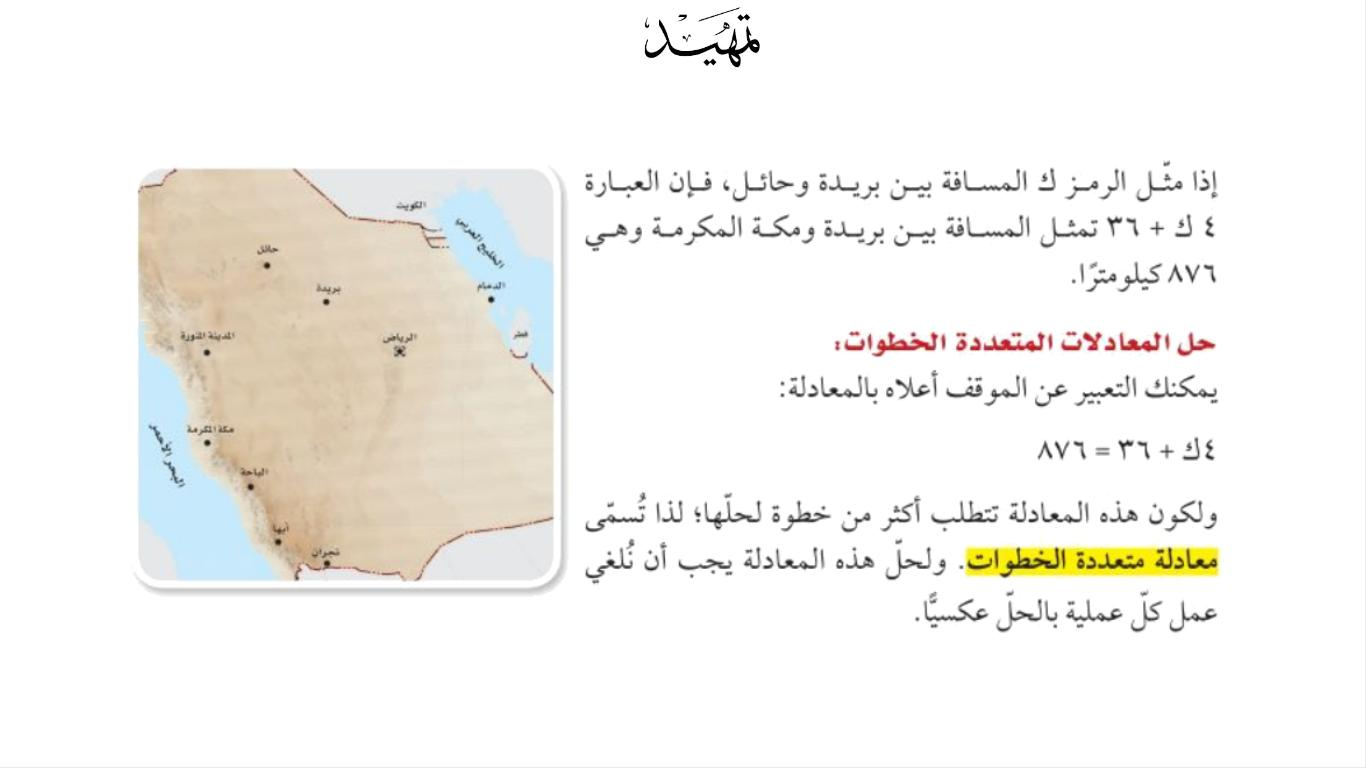 تمهيد
إذا مثّل الرمز ك المسافة بين بريدة وحائل، فإن العبارة
٤ ك + ٣٦ تمثل المسافة بين بريدة ومكة المكرمة وهي
٨٧٦ كيلومترًا.
حل المعادلات المتعددة الخطوات:
يمكنك التعبير عن الموقف أعلاه بالمعادلة:
٤ك + ٣٦ = ٨٧٦
ولكون هذه المعادلة تتطلب أكثر من خطوة لحلّها؛ لذا تُسمّى
معادلة متعددة الخطوات. ولحلّ هذه المعادلة يجب أن نُلغي
عمل كلّ عملية بالحلّ عكسيًّا.
الكويت
الخليج العربي
حائل
بريدة
الدمام
المدينة المنورة
الرياض
قطر
مكة المكرمة
البحر الأحمر
الباحة
أبها
نجران